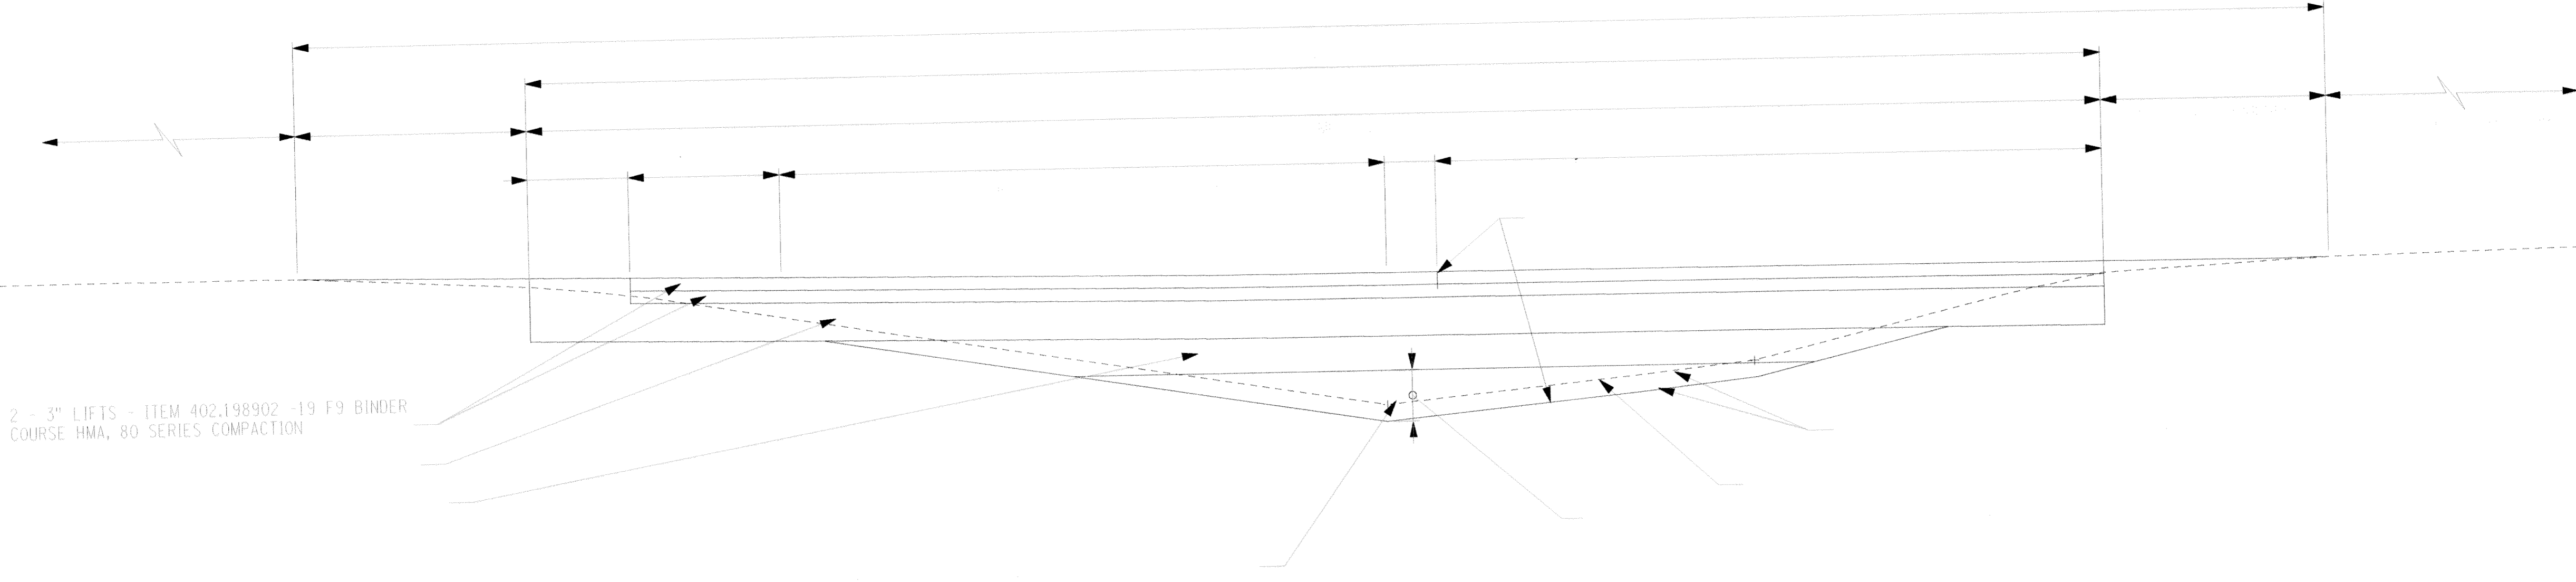 2 - 3" LIFTS - ITEM 402.198902 -19 F9 BINDER
COURSE HMA, 80 SERIES COMPACTION